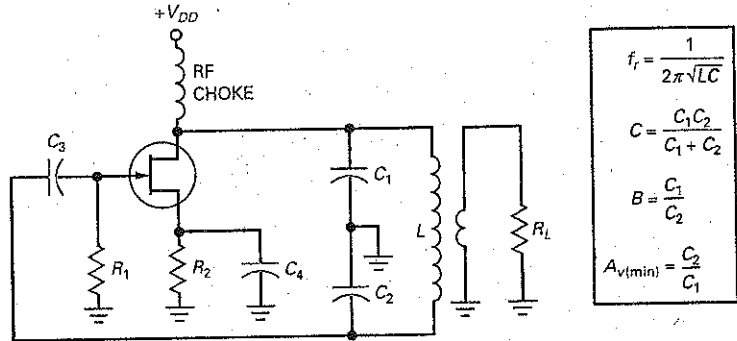 +V_DD
RF
CHOKE
C_3
R_1
R_2
C_4
C_1
C_2
L
R_L
f_r = 1 / 2π√LC
C = C_1C_2 / C_1 + C_2
B = C_1 / C_2
A_v(min) = C_2 / C_1